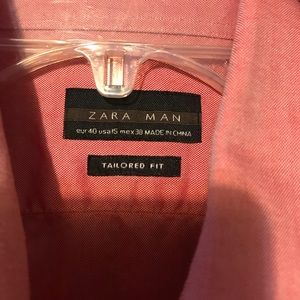 ZARA MAN
eur 40 usa 15 mex 38 MADE IN CHINA
TAILORED FIT